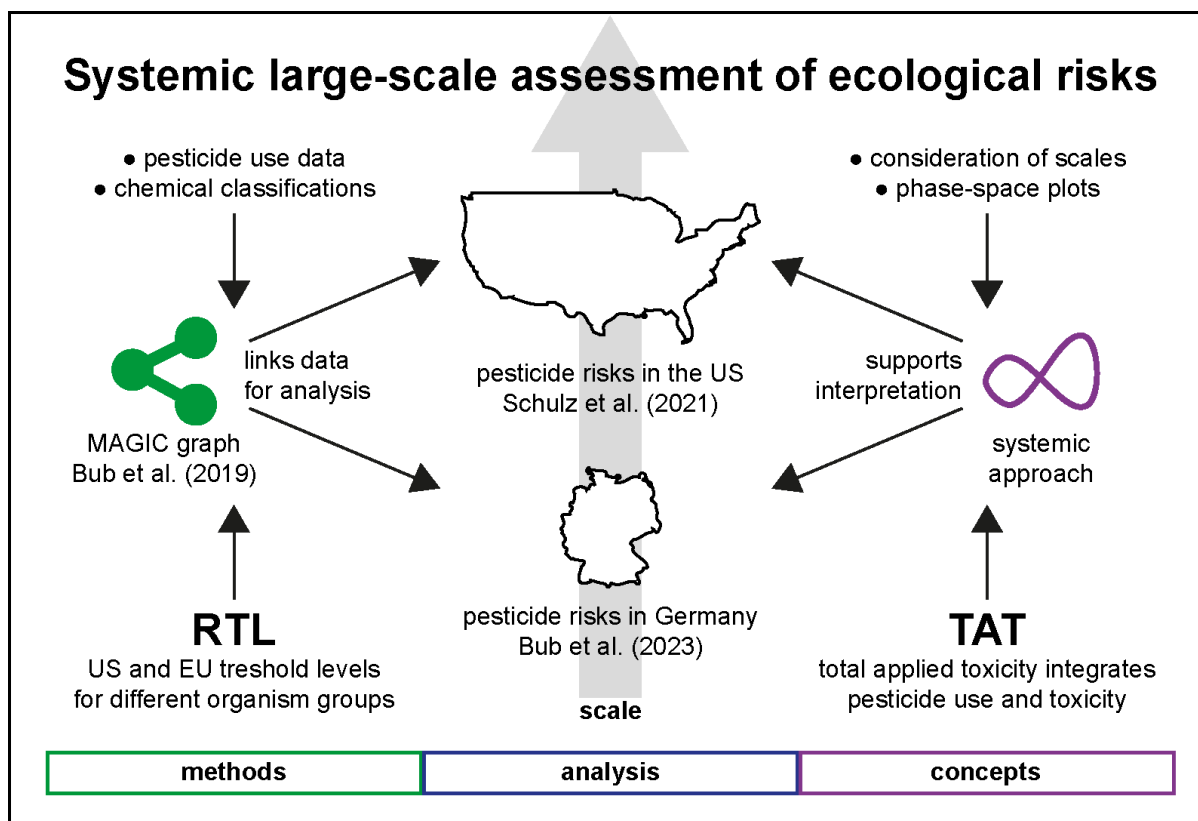 Systemic large-scale assessment of ecological risks
● pesticide use data
● chemical classifications
● consideration of scales
● phase-space plots
links data
for analysis
MAGIC graph
Bub et al. (2019)
pesticide risks in the US
Schulz et al. (2021)
supports
interpretation
systemic
approach
RTL
US and EU treshold levels
for different organism groups
pesticide risks in Germany
Bub et al. (2023)
TAT
total applied toxicity integrates
pesticide use and toxicity
scale
methods
analysis
concepts